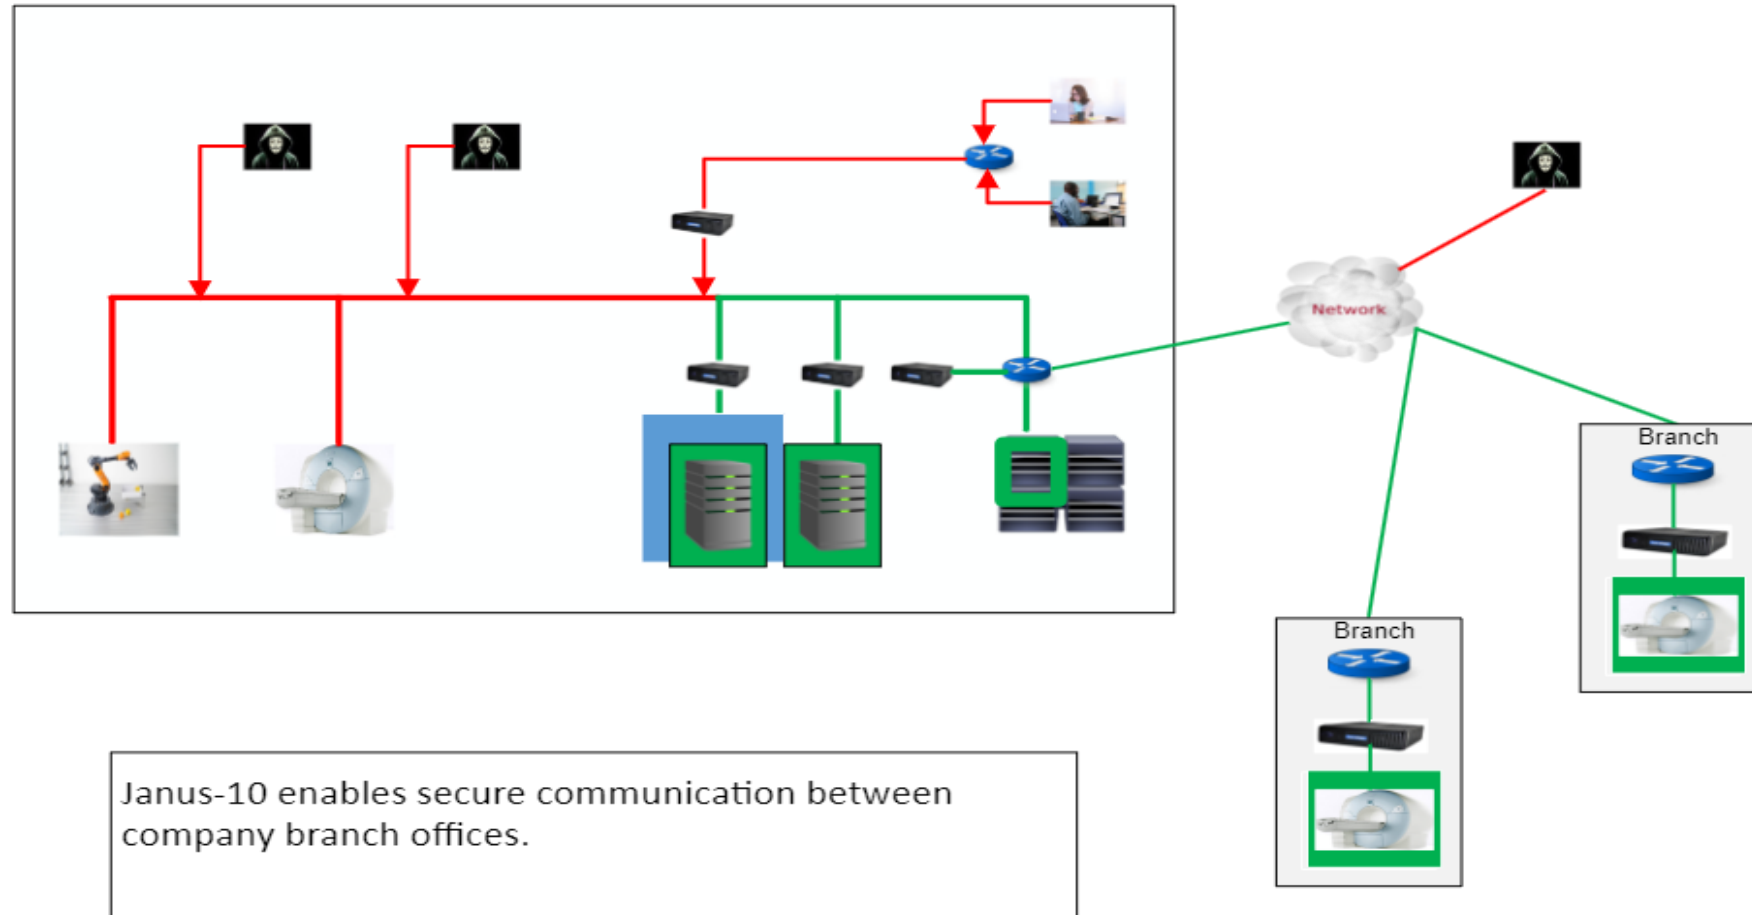 Network
Branch
Branch
Janus-10 enables secure communication between
company branch offices.